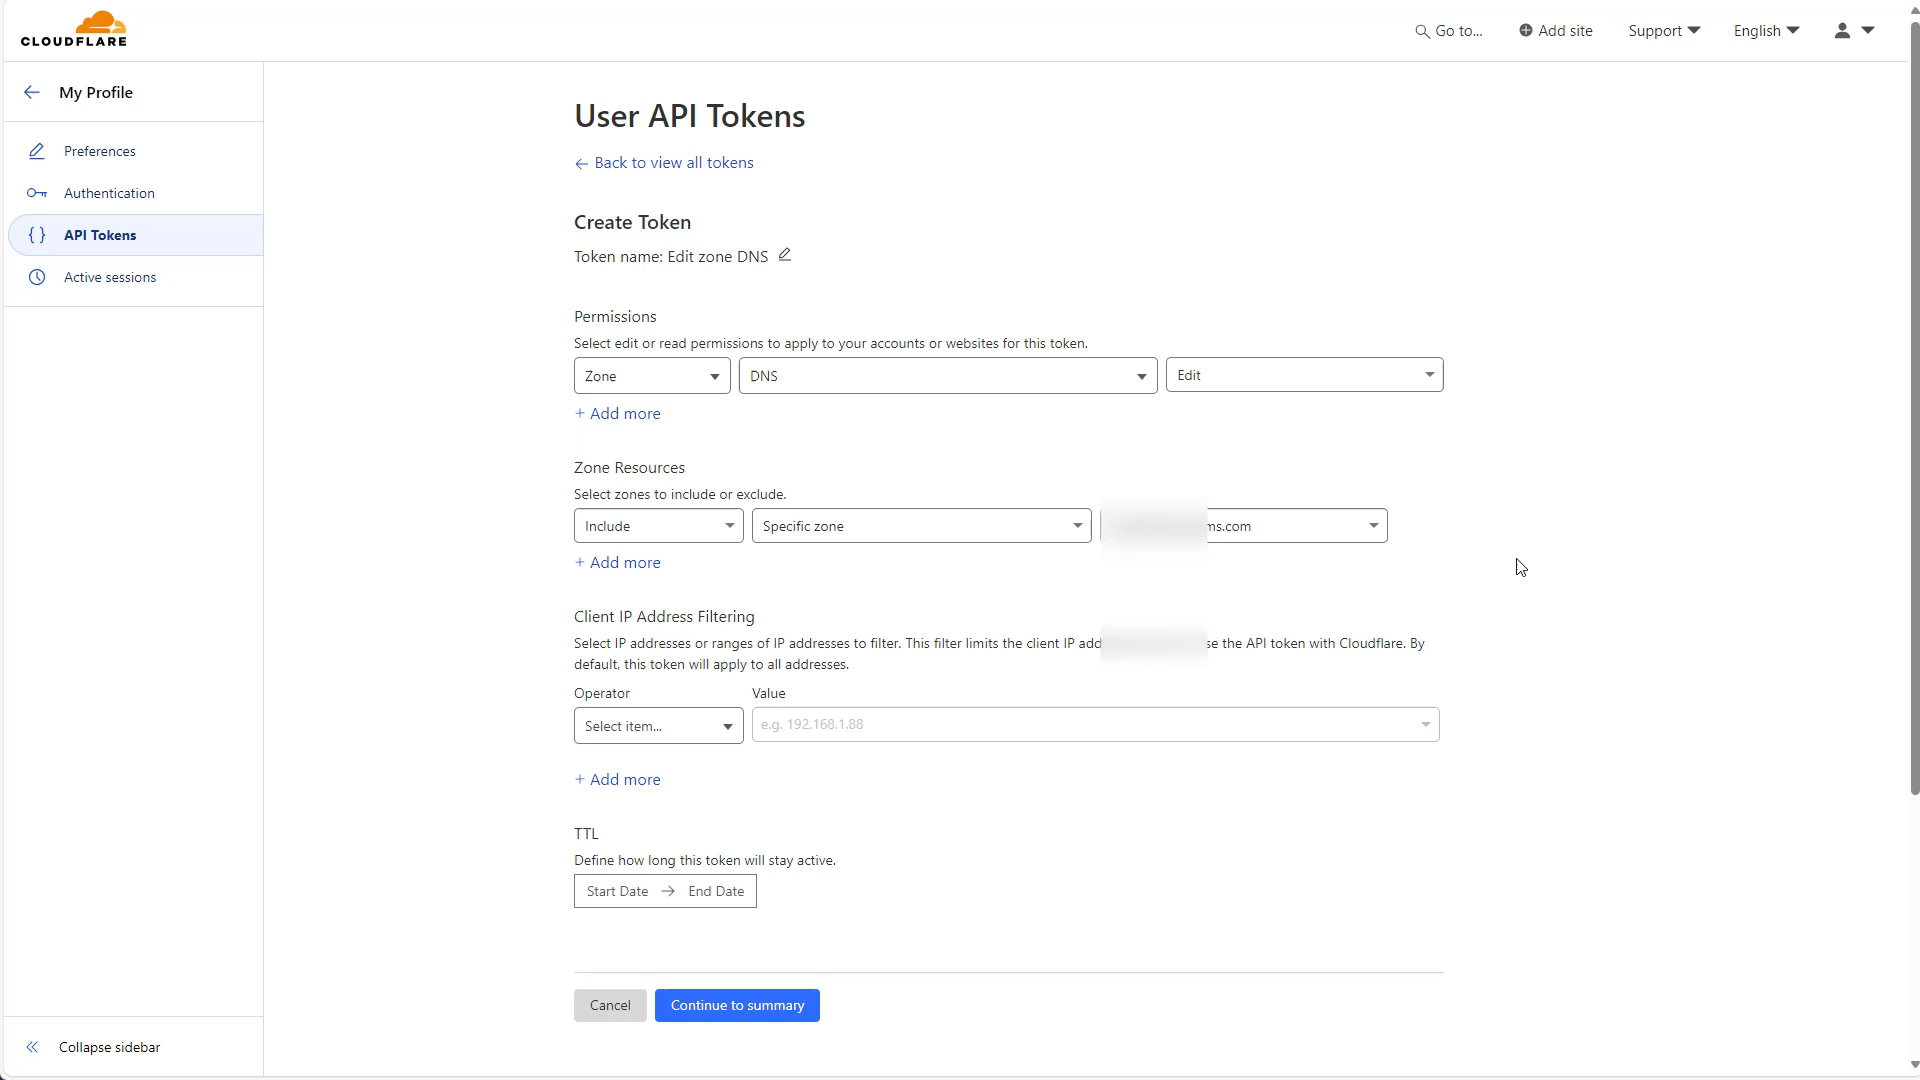 CLOUDFLARE
Go to...
Add site
Support
English
My Profile
Preferences
Authentication
API Tokens
Active sessions
User API Tokens
Back to view all tokens
Create Token
Token name: Edit zone DNS
Permissions
Select edit or read permissions to apply to your accounts or websites for this token.
Zone DNS Edit
+ Add more
Zone Resources
Select zones to include or exclude.
Include Specific zone ms.com
+ Add more
Client IP Address Filtering
Select IP addresses or ranges of IP addresses to filter. This filter limits the client IP add se the API token with Cloudflare. By
default, this token will apply to all addresses.
Operator Value
Select item... e.g. 192.168.1.88
+ Add more
TTL
Define how long this token will stay active.
Start Date → End Date
Cancel Continue to summary
Collapse sidebar